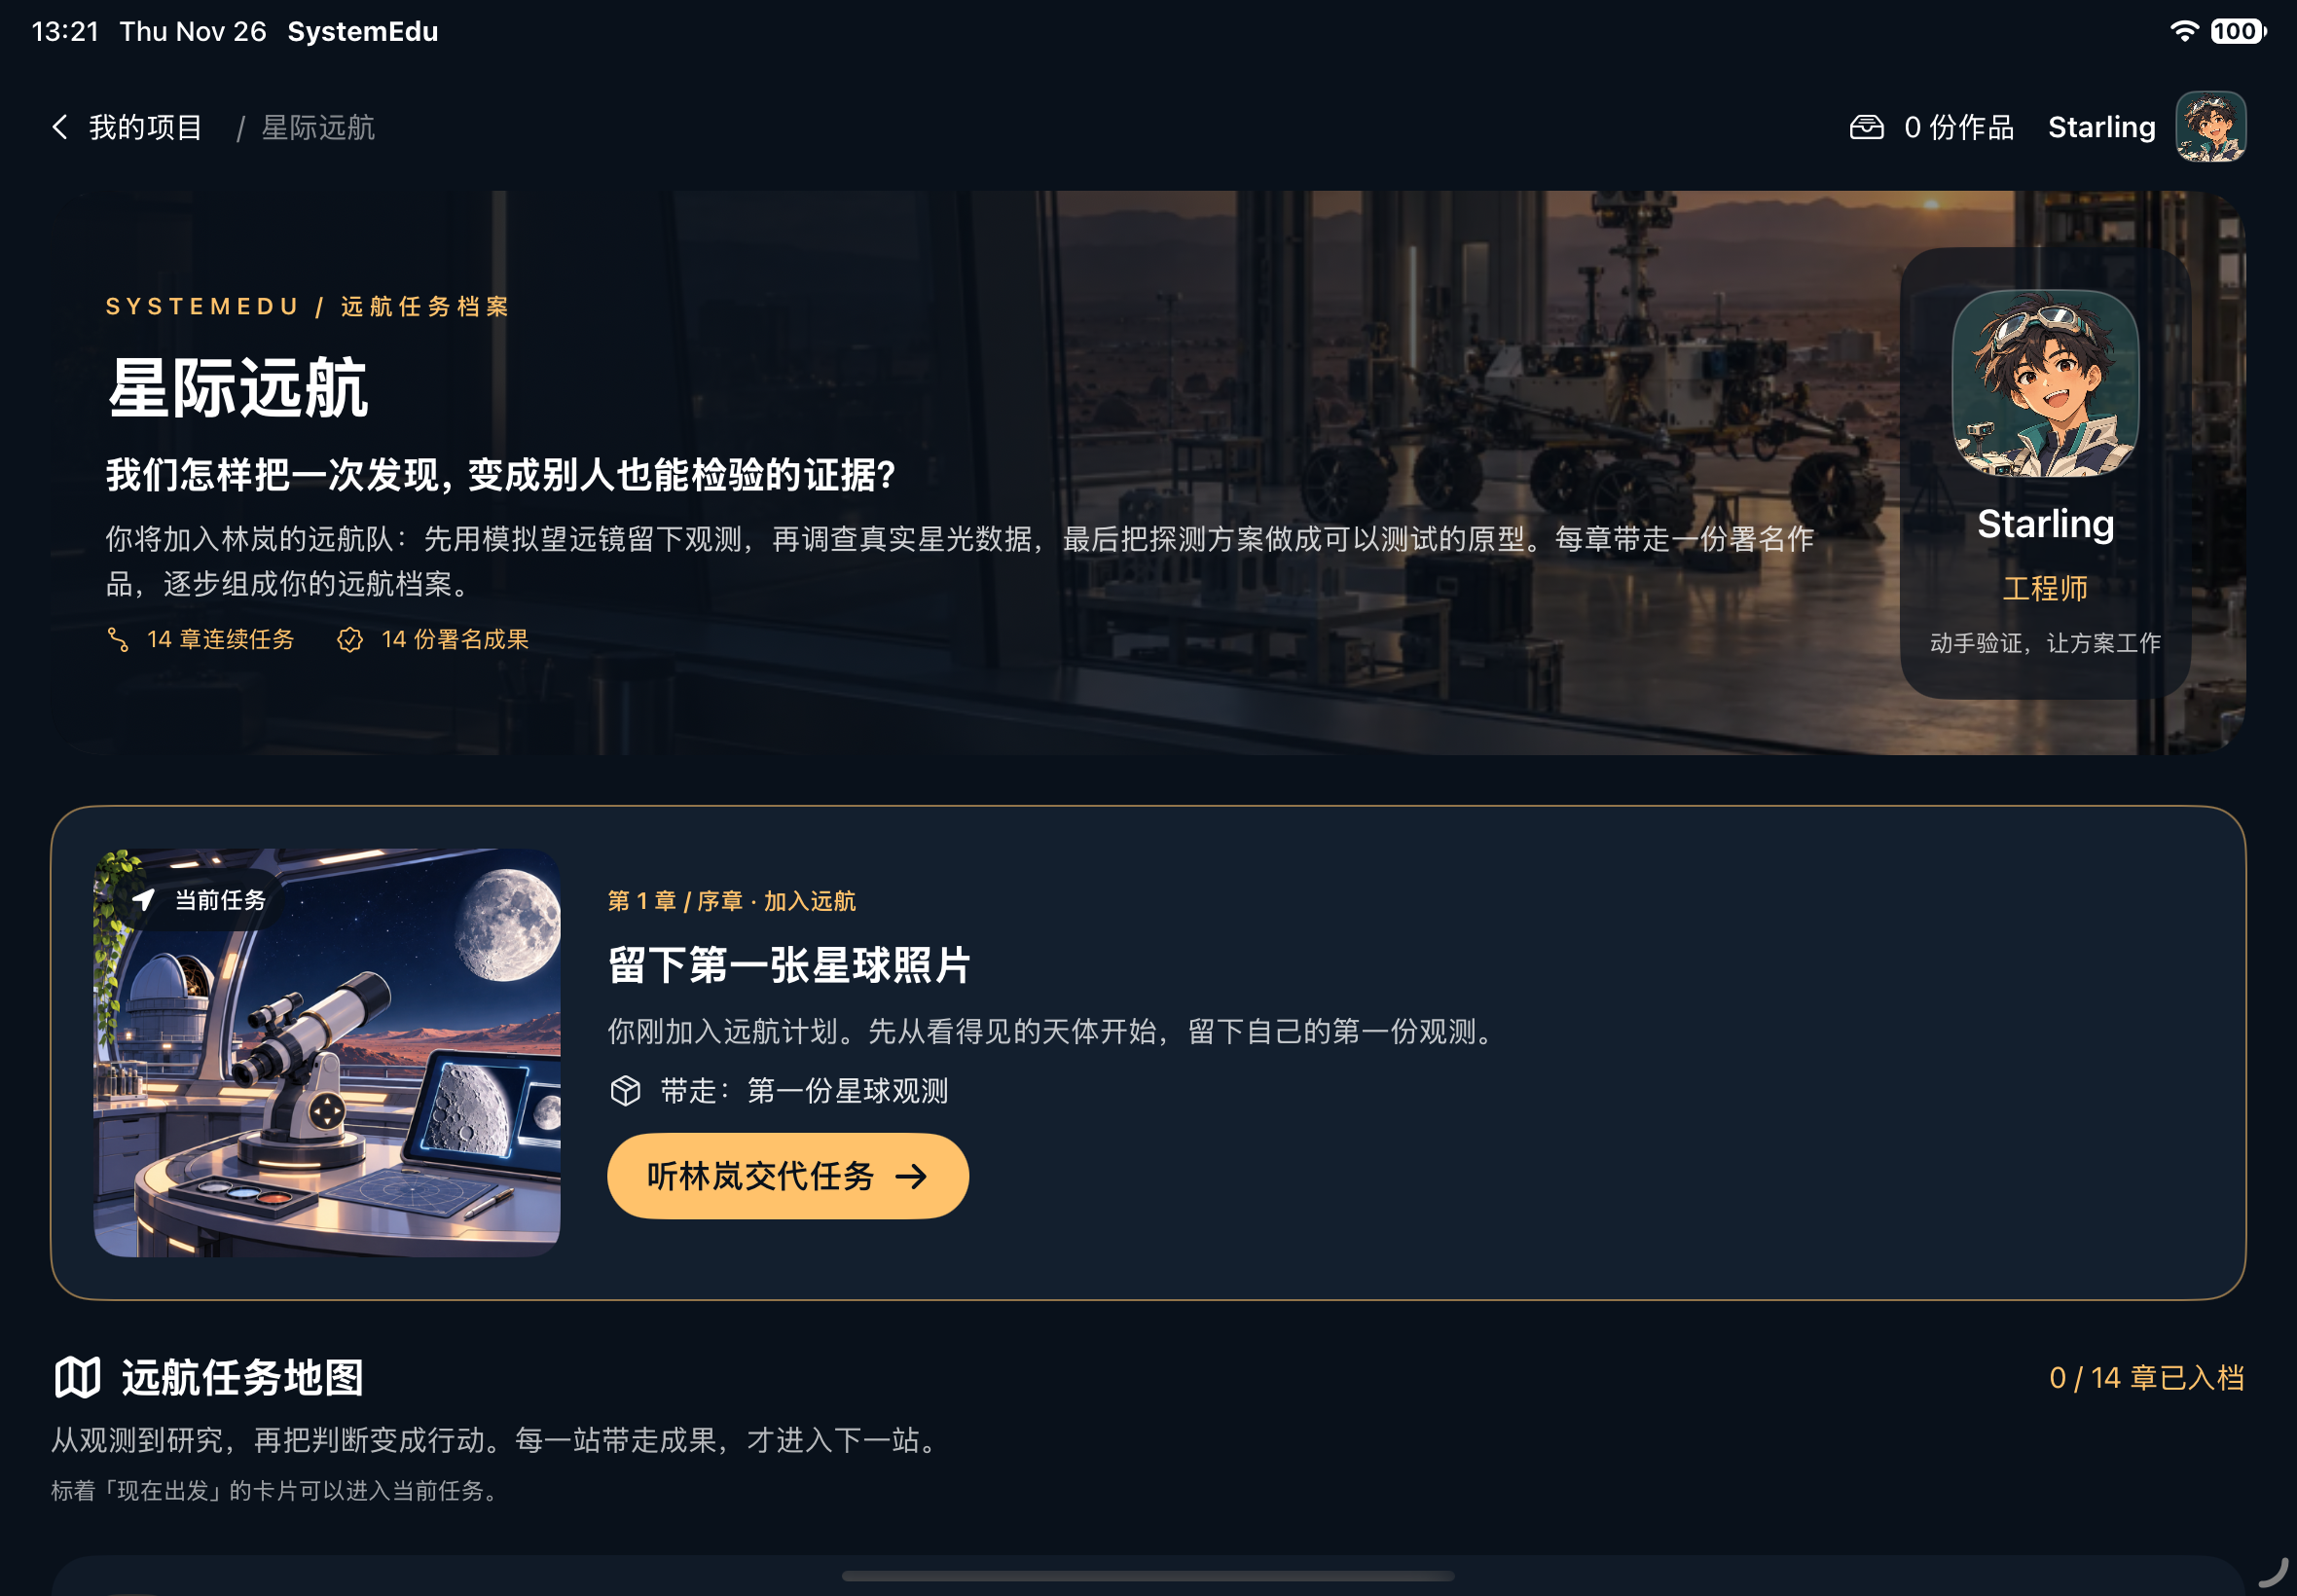 13:21 Thu Nov 26 SystemEdu 100
我的项目 / 星际远航
0 份作品 Starling
SYSTEMEDU / 远航任务档案
星际远航
我们怎样把一次发现，变成别人也能检验的证据？
你将加入林岚的远航队：先用模拟望远镜留下观测，再调查真实星光数据，最后把探测方案做成可以测试的原型。每章带走一份署名作
品，逐步组成你的远航档案。
14 章连续任务 14 份署名成果
Starling
工程师
动手验证，让方案工作
当前任务
第 1 章 / 序章 · 加入远航
留下第一张星球照片
你刚加入远航计划。先从看得见的天体开始，留下自己的第一份观测。
带走：第一份星球观测
听林岚交代任务
远航任务地图
0 / 14 章已入档
从观测到研究，再把判断变成行动。每一站带走成果，才进入下一站。
标着「现在出发」的卡片可以进入当前任务。